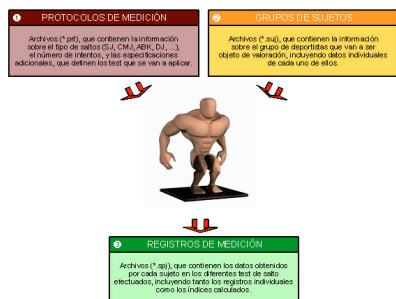 1 PROTOCOLOS DE MEDICIÓN
Archivos (*.prt), que contienen la información
sobre el tipo de saltos (SJ, CMJ, ABK, DJ, ...),
el número de intentos, y las especificaciones
adicionales, que definen los test que se van a aplicar.
2 GRUPOS DE SUJETOS
Archivos (*.suj), que contienen la información
sobre el grupo de deportistas que van a ser
objeto de valoración, incluyendo datos individuales
de cada uno de ellos.
3 REGISTROS DE MEDICIÓN
Archivos (*.spj), que contienen los datos obtenidos
por cada sujeto en los diferentes test de salto
efectuados, incluyendo tanto los registros individuales
como los índices calculados.